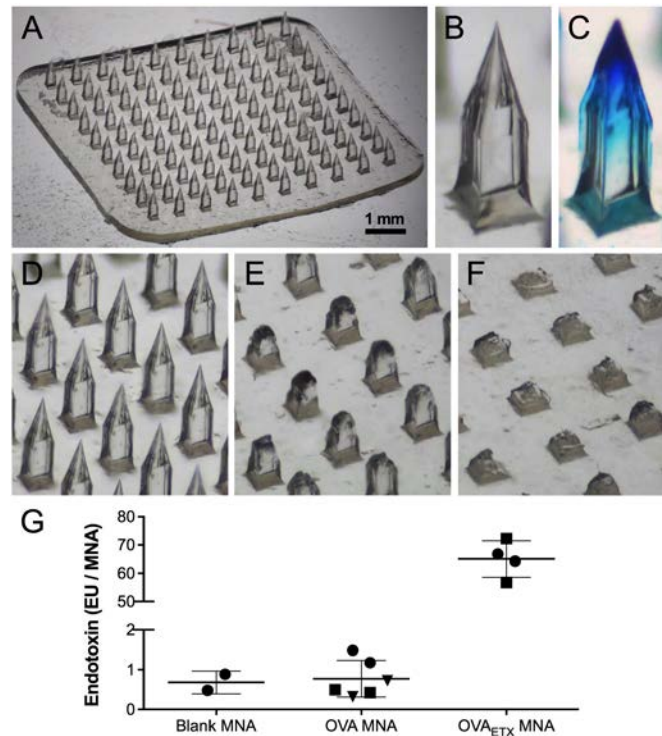 A
B
C
1 mm
D
E
F
G
Endotoxin (EU / MNA)
80
70
60
50
2
1
0
Blank MNA
OVA MNA
OVAETX MNA